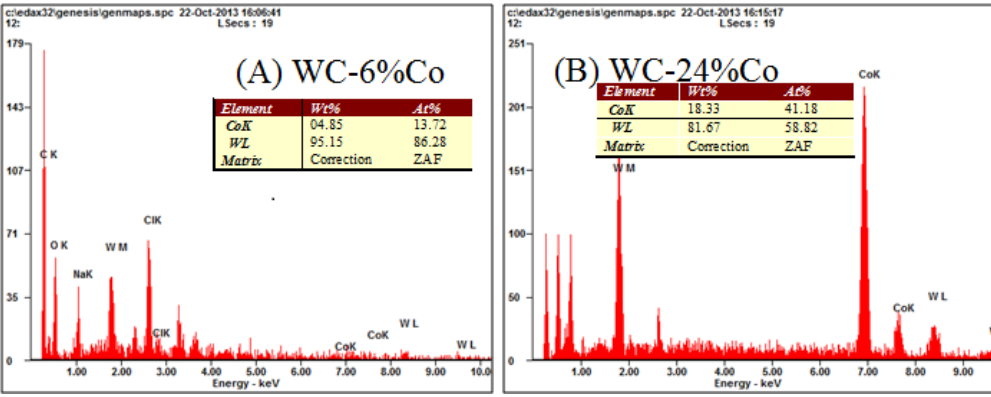 c:\edax32\genesis\genmaps.spc 22-Oct-2013 16:06:41
12: LSecs : 19
179
143
107
71
35
0
(A) WC-6%Co
Element Wt% At%
CoK 04.85 13.72
WL 95.15 86.28
Matrix Correction ZAF
C K
O K
NaK
W M
ClK
ClK
CoK
CoK
W L
W L
1.00 2.00 3.00 4.00 5.00 6.00 7.00 8.00 9.00 10.0
Energy - keV
c:\edax32\genesis\genmaps.spc 22-Oct-2013 16:15:17
12: LSecs : 19
251
201
151
100
50
0
(B) WC-24%Co
Element Wt% At%
CoK 18.33 41.18
WL 81.67 58.82
Matrix Correction ZAF
W M
CoK
CoK
W L
1.00 2.00 3.00 4.00 5.00 6.00 7.00 8.00 9.00
Energy - keV